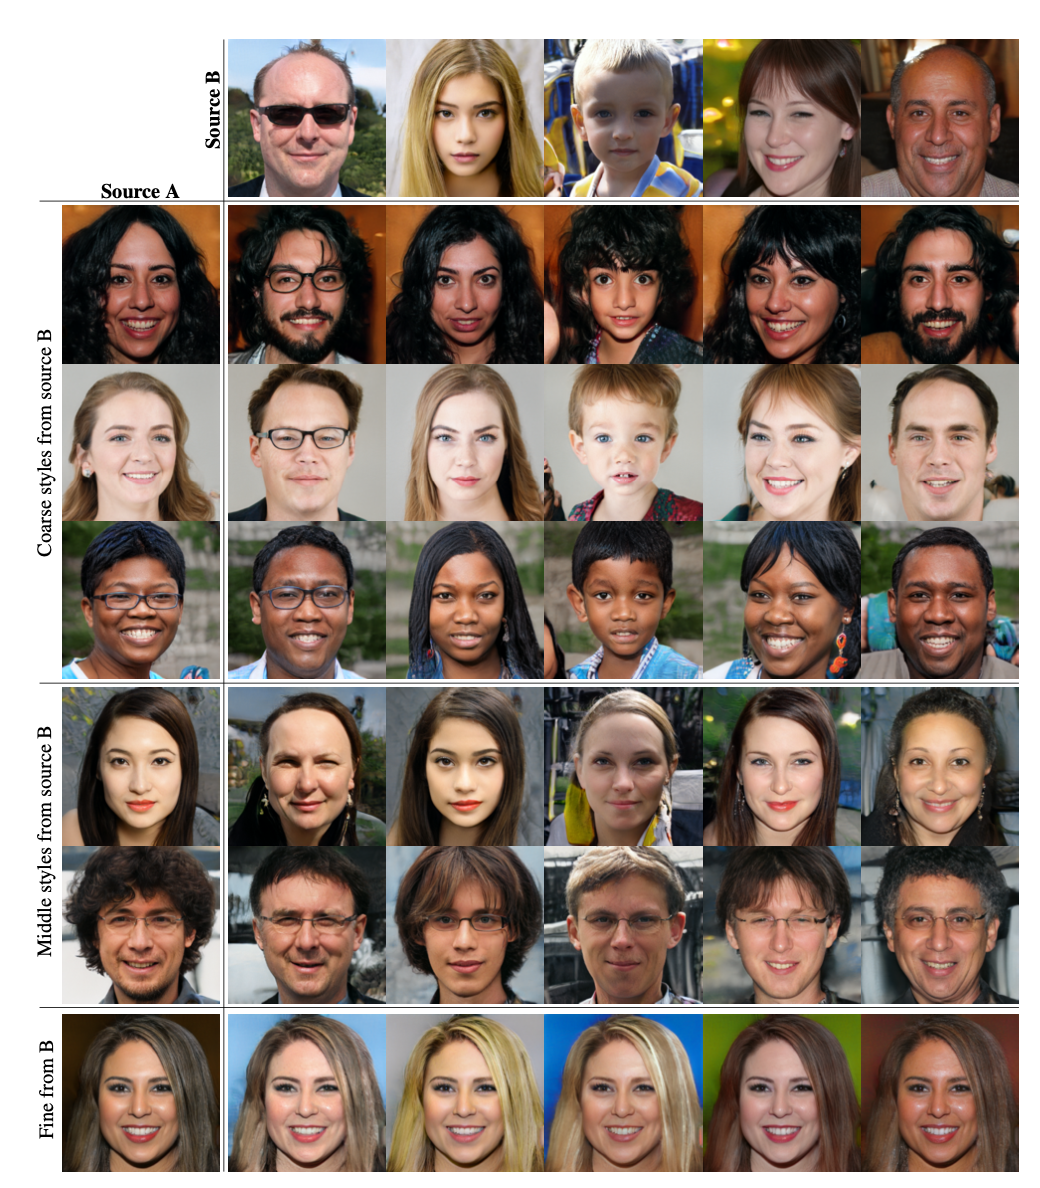 Source B
Source A
Coarse styles from source B
Middle styles from source B
Fine from B